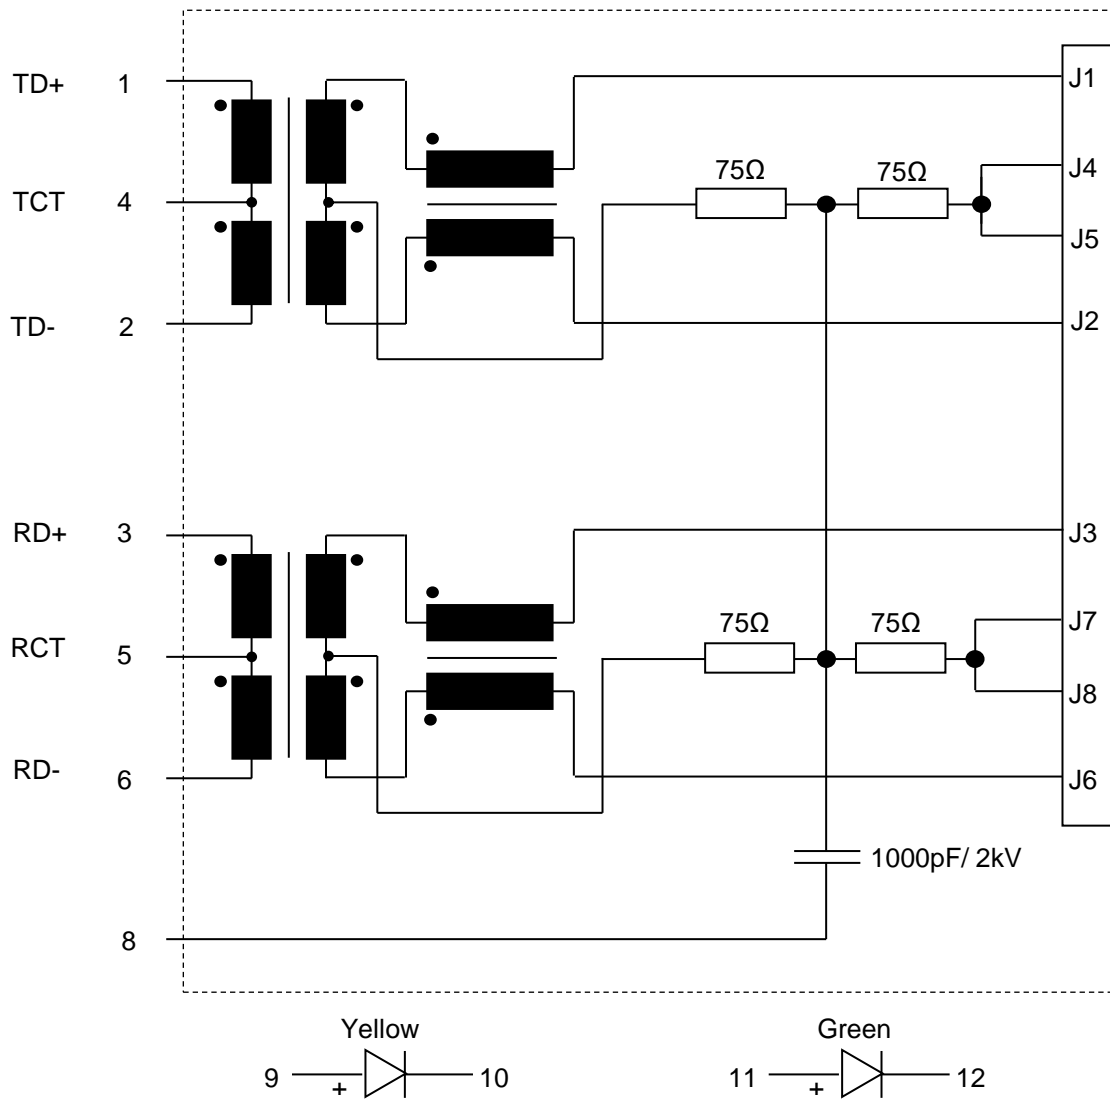 TD+ 1
J1
75Ω 75Ω
J4
TCT 4
J5
TD- 2
J2
RD+ 3
J3
75Ω 75Ω
J7
RCT 5
J8
RD- 6
J6
1000pF/ 2kV
8
Yellow
Green
9 + 10
11 + 12